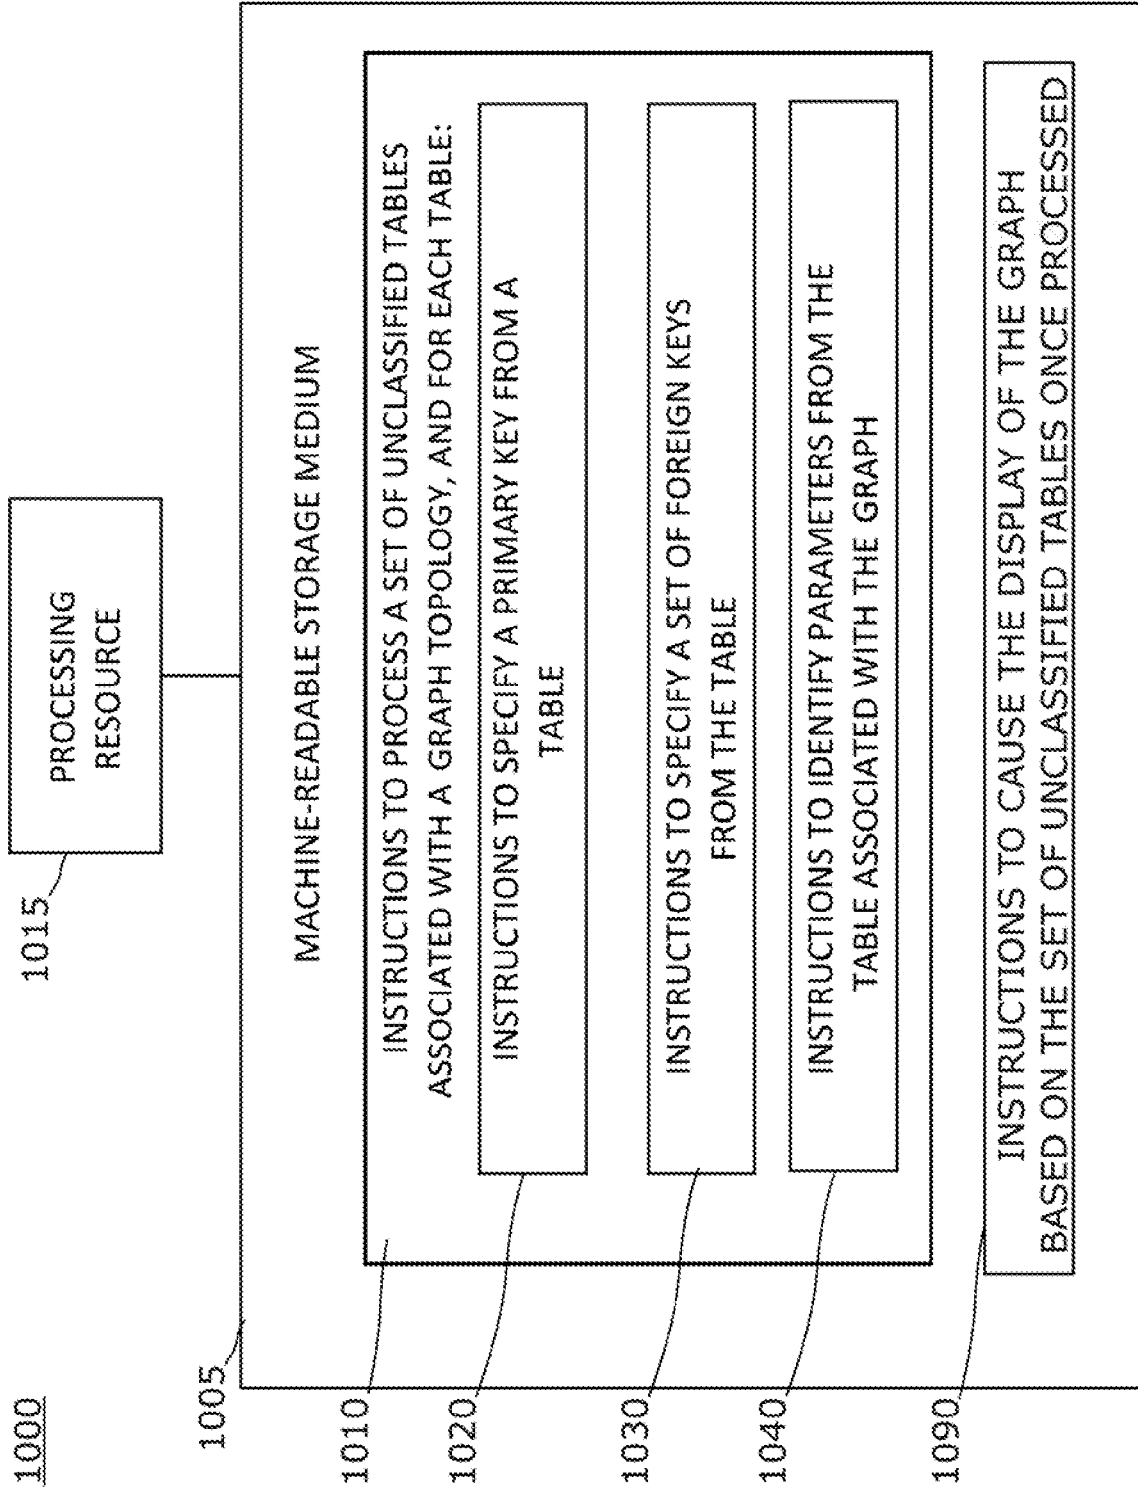 1000
PROCESSING
RESOURCE
1015
1005
MACHINE-READABLE STORAGE MEDIUM
1010
INSTRUCTIONS TO PROCESS A SET OF UNCLASSIFIED TABLES
ASSOCIATED WITH A GRAPH TOPOLOGY, AND FOR EACH TABLE:
1020
INSTRUCTIONS TO SPECIFY A PRIMARY KEY FROM A
TABLE
1030
INSTRUCTIONS TO SPECIFY A SET OF FOREIGN KEYS
FROM THE TABLE
1040
INSTRUCTIONS TO IDENTIFY PARAMETERS FROM THE
TABLE ASSOCIATED WITH THE GRAPH
1090
INSTRUCTIONS TO CAUSE THE DISPLAY OF THE GRAPH
BASED ON THE SET OF UNCLASSIFIED TABLES ONCE PROCESSED